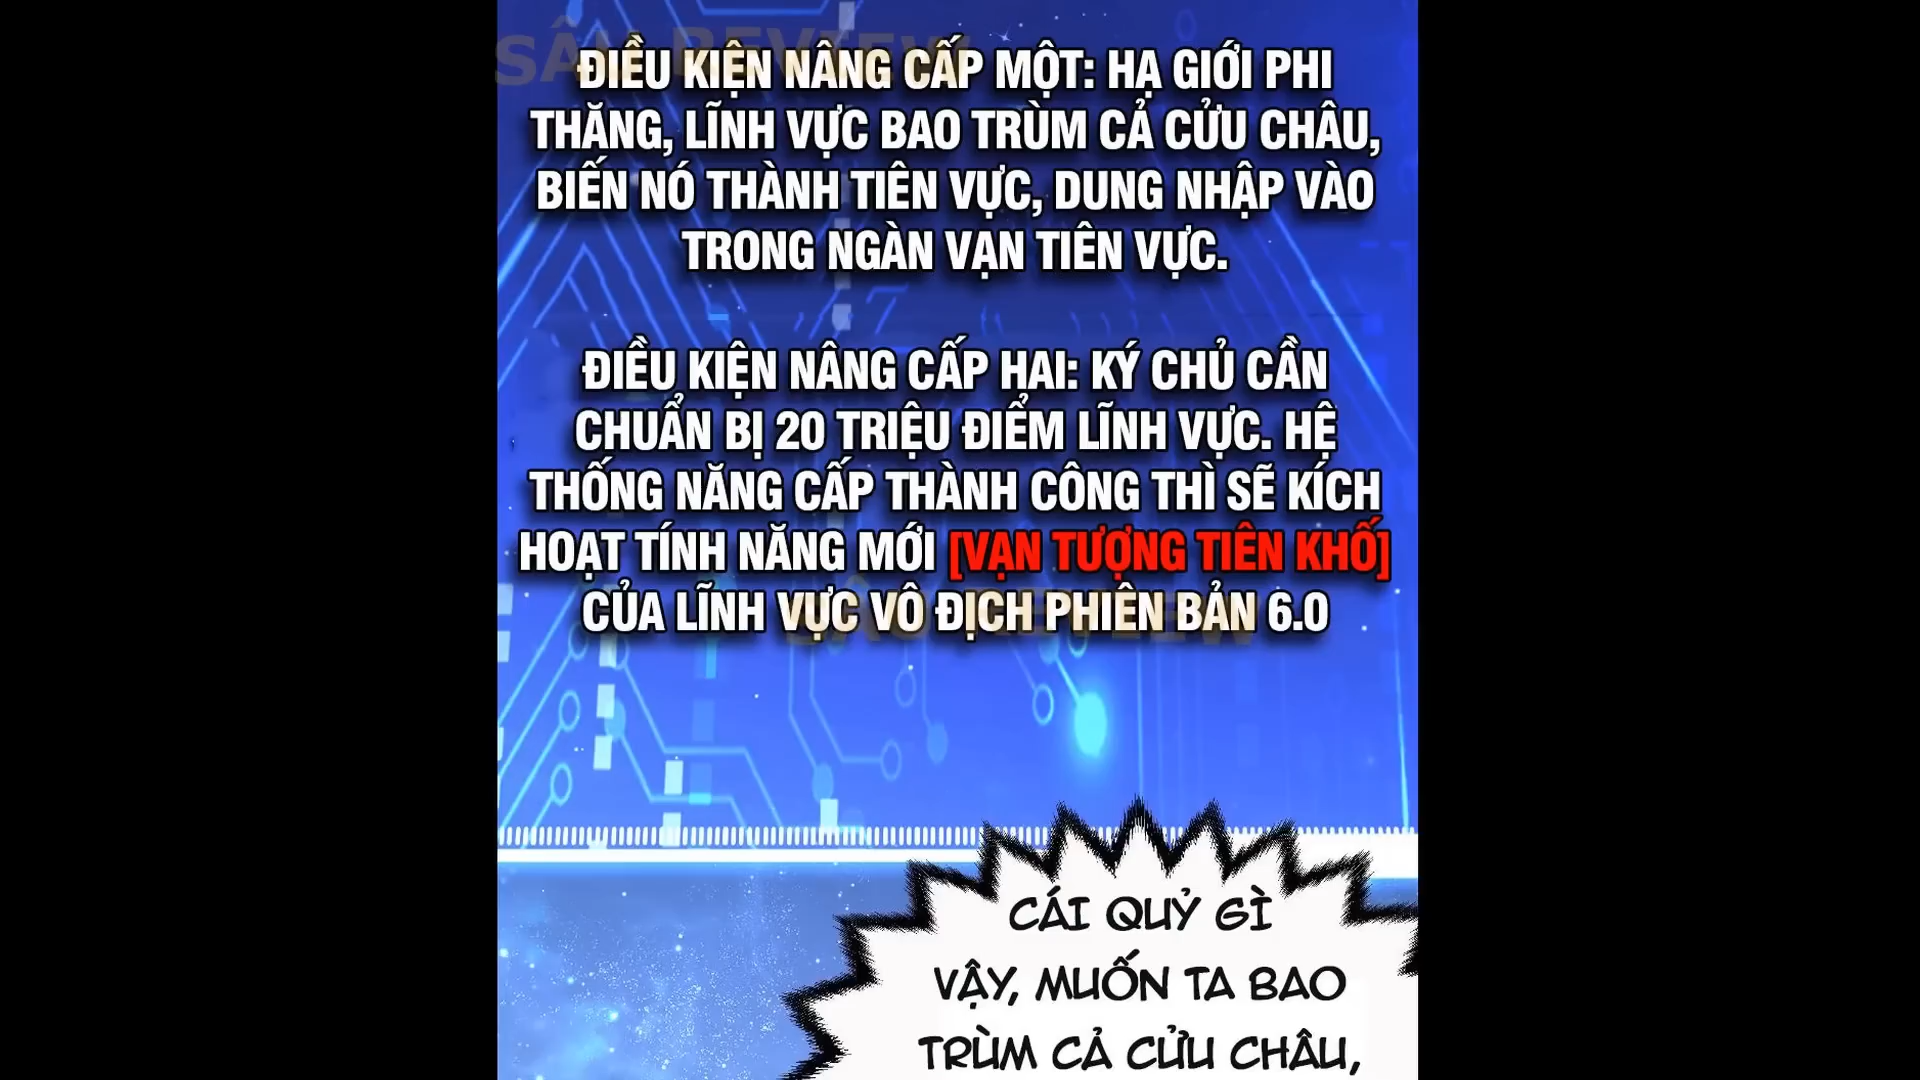 SÂU REVIEW
ĐIỀU KIỆN NÂNG CẤP MỘT: HẠ GIỚI PHI
THĂNG, LĨNH VỰC BAO TRÙM CẢ CỬU CHÂU,
BIẾN NÓ THÀNH TIÊN VỰC, DUNG NHẬP VÀO
TRONG NGÀN VẠN TIÊN VỰC.
ĐIỀU KIỆN NÂNG CẤP HAI: KÝ CHỦ CẦN
CHUẨN BỊ 20 TRIỆU ĐIỂM LĨNH VỰC. HỆ
THỐNG NĂNG CẤP THÀNH CÔNG THÌ SẼ KÍCH
HOẠT TÍNH NĂNG MỚI [VẠN TƯỢNG TIÊN KHỐ]
CỦA LĨNH VỰC VÔ ĐỊCH PHIÊN BẢN 6.0
SÂU REVIEW
CÁI QUỶ GÌ
VẬY, MUỐN TA BAO
TRÙM CẢ CỬU CHÂU,